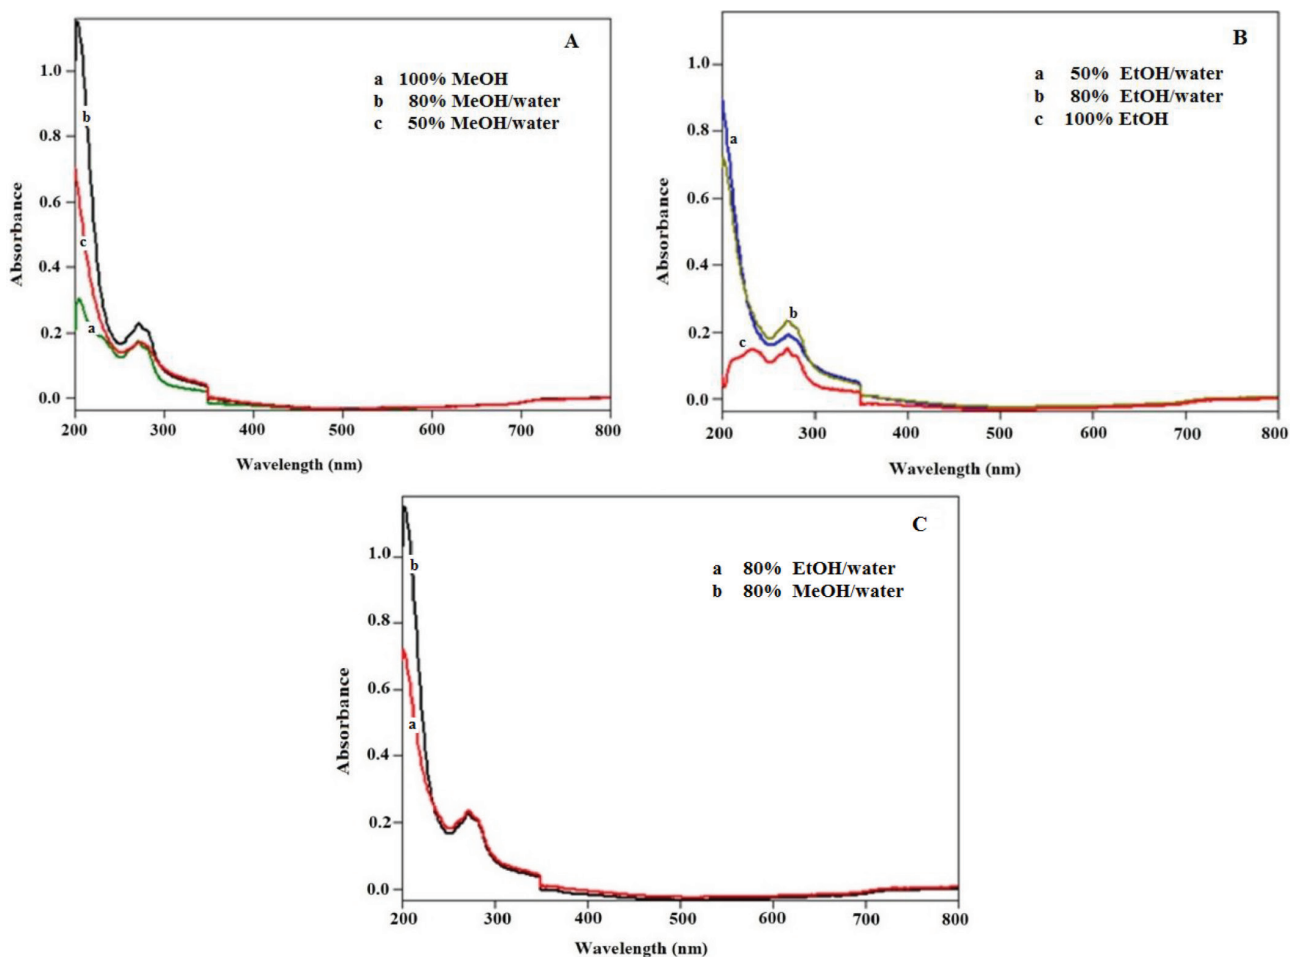 A
a 100% MeOH
b 80% MeOH/water
c 50% MeOH/water
1.0
0.8
0.6
0.4
0.2
0.0
Absorbance
b
c
a
200 300 400 500 600 700 800
Wavelength (nm)
B
a 50% EtOH/water
b 80% EtOH/water
c 100% EtOH
1.0
0.8
0.6
0.4
0.2
0.0
Absorbance
a
b
c
200 300 400 500 600 700 800
Wavelength (nm)
C
a 80% EtOH/water
b 80% MeOH/water
1.0
0.8
0.6
0.4
0.2
0.0
Absorbance
b
a
200 300 400 500 600 700 800
Wavelength (nm)